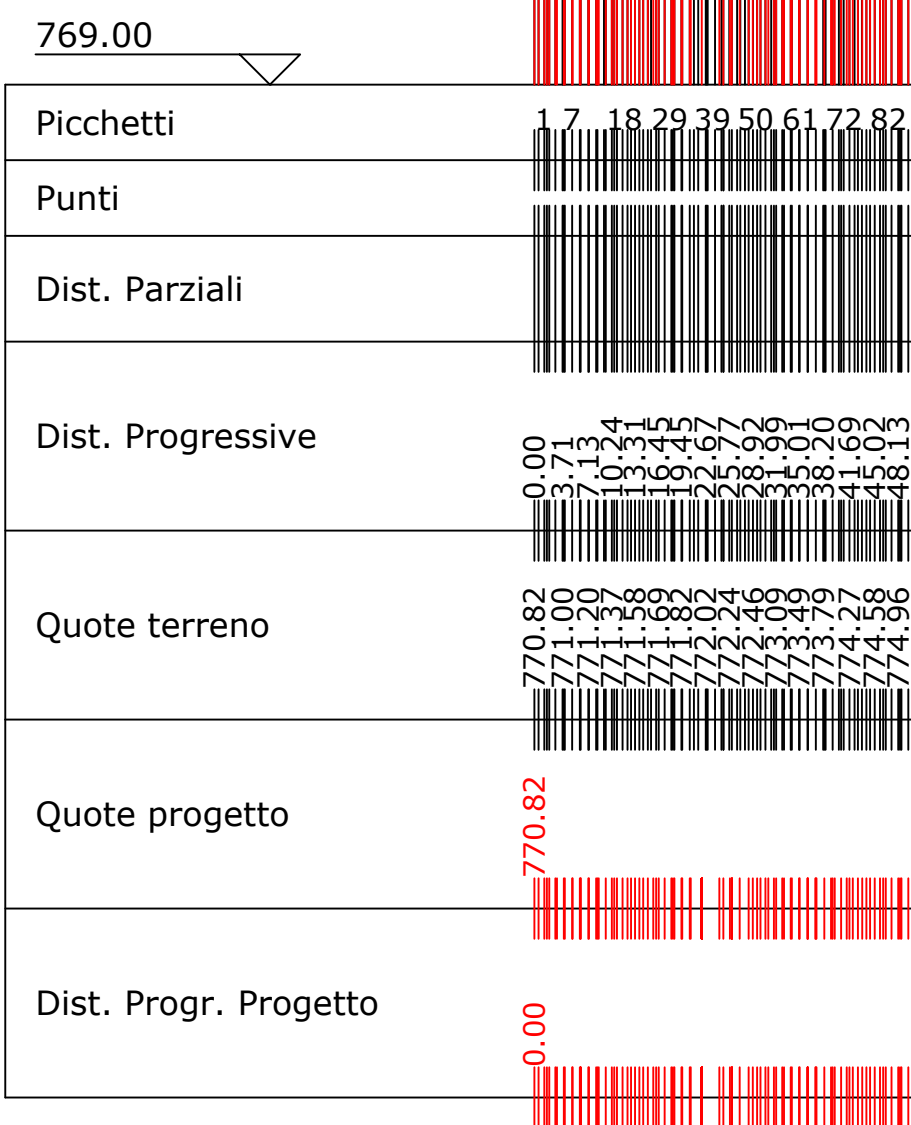 769.00
Picchetti 1 7 18 29 39 50 61 72 82
Punti
Dist. Parziali
Dist. Progressive 0.00 3.71 7.13 10.24 13.31 16.45 19.45 22.67 25.77 28.92 31.99 35.01 38.20 41.69 45.02 48.13
Quote terreno 770.82 771.00 771.20 771.37 771.58 771.69 771.82 772.02 772.24 772.46 773.09 773.49 773.79 774.27 774.58 774.96
Quote progetto 770.82
Dist. Progr. Progetto 0.00